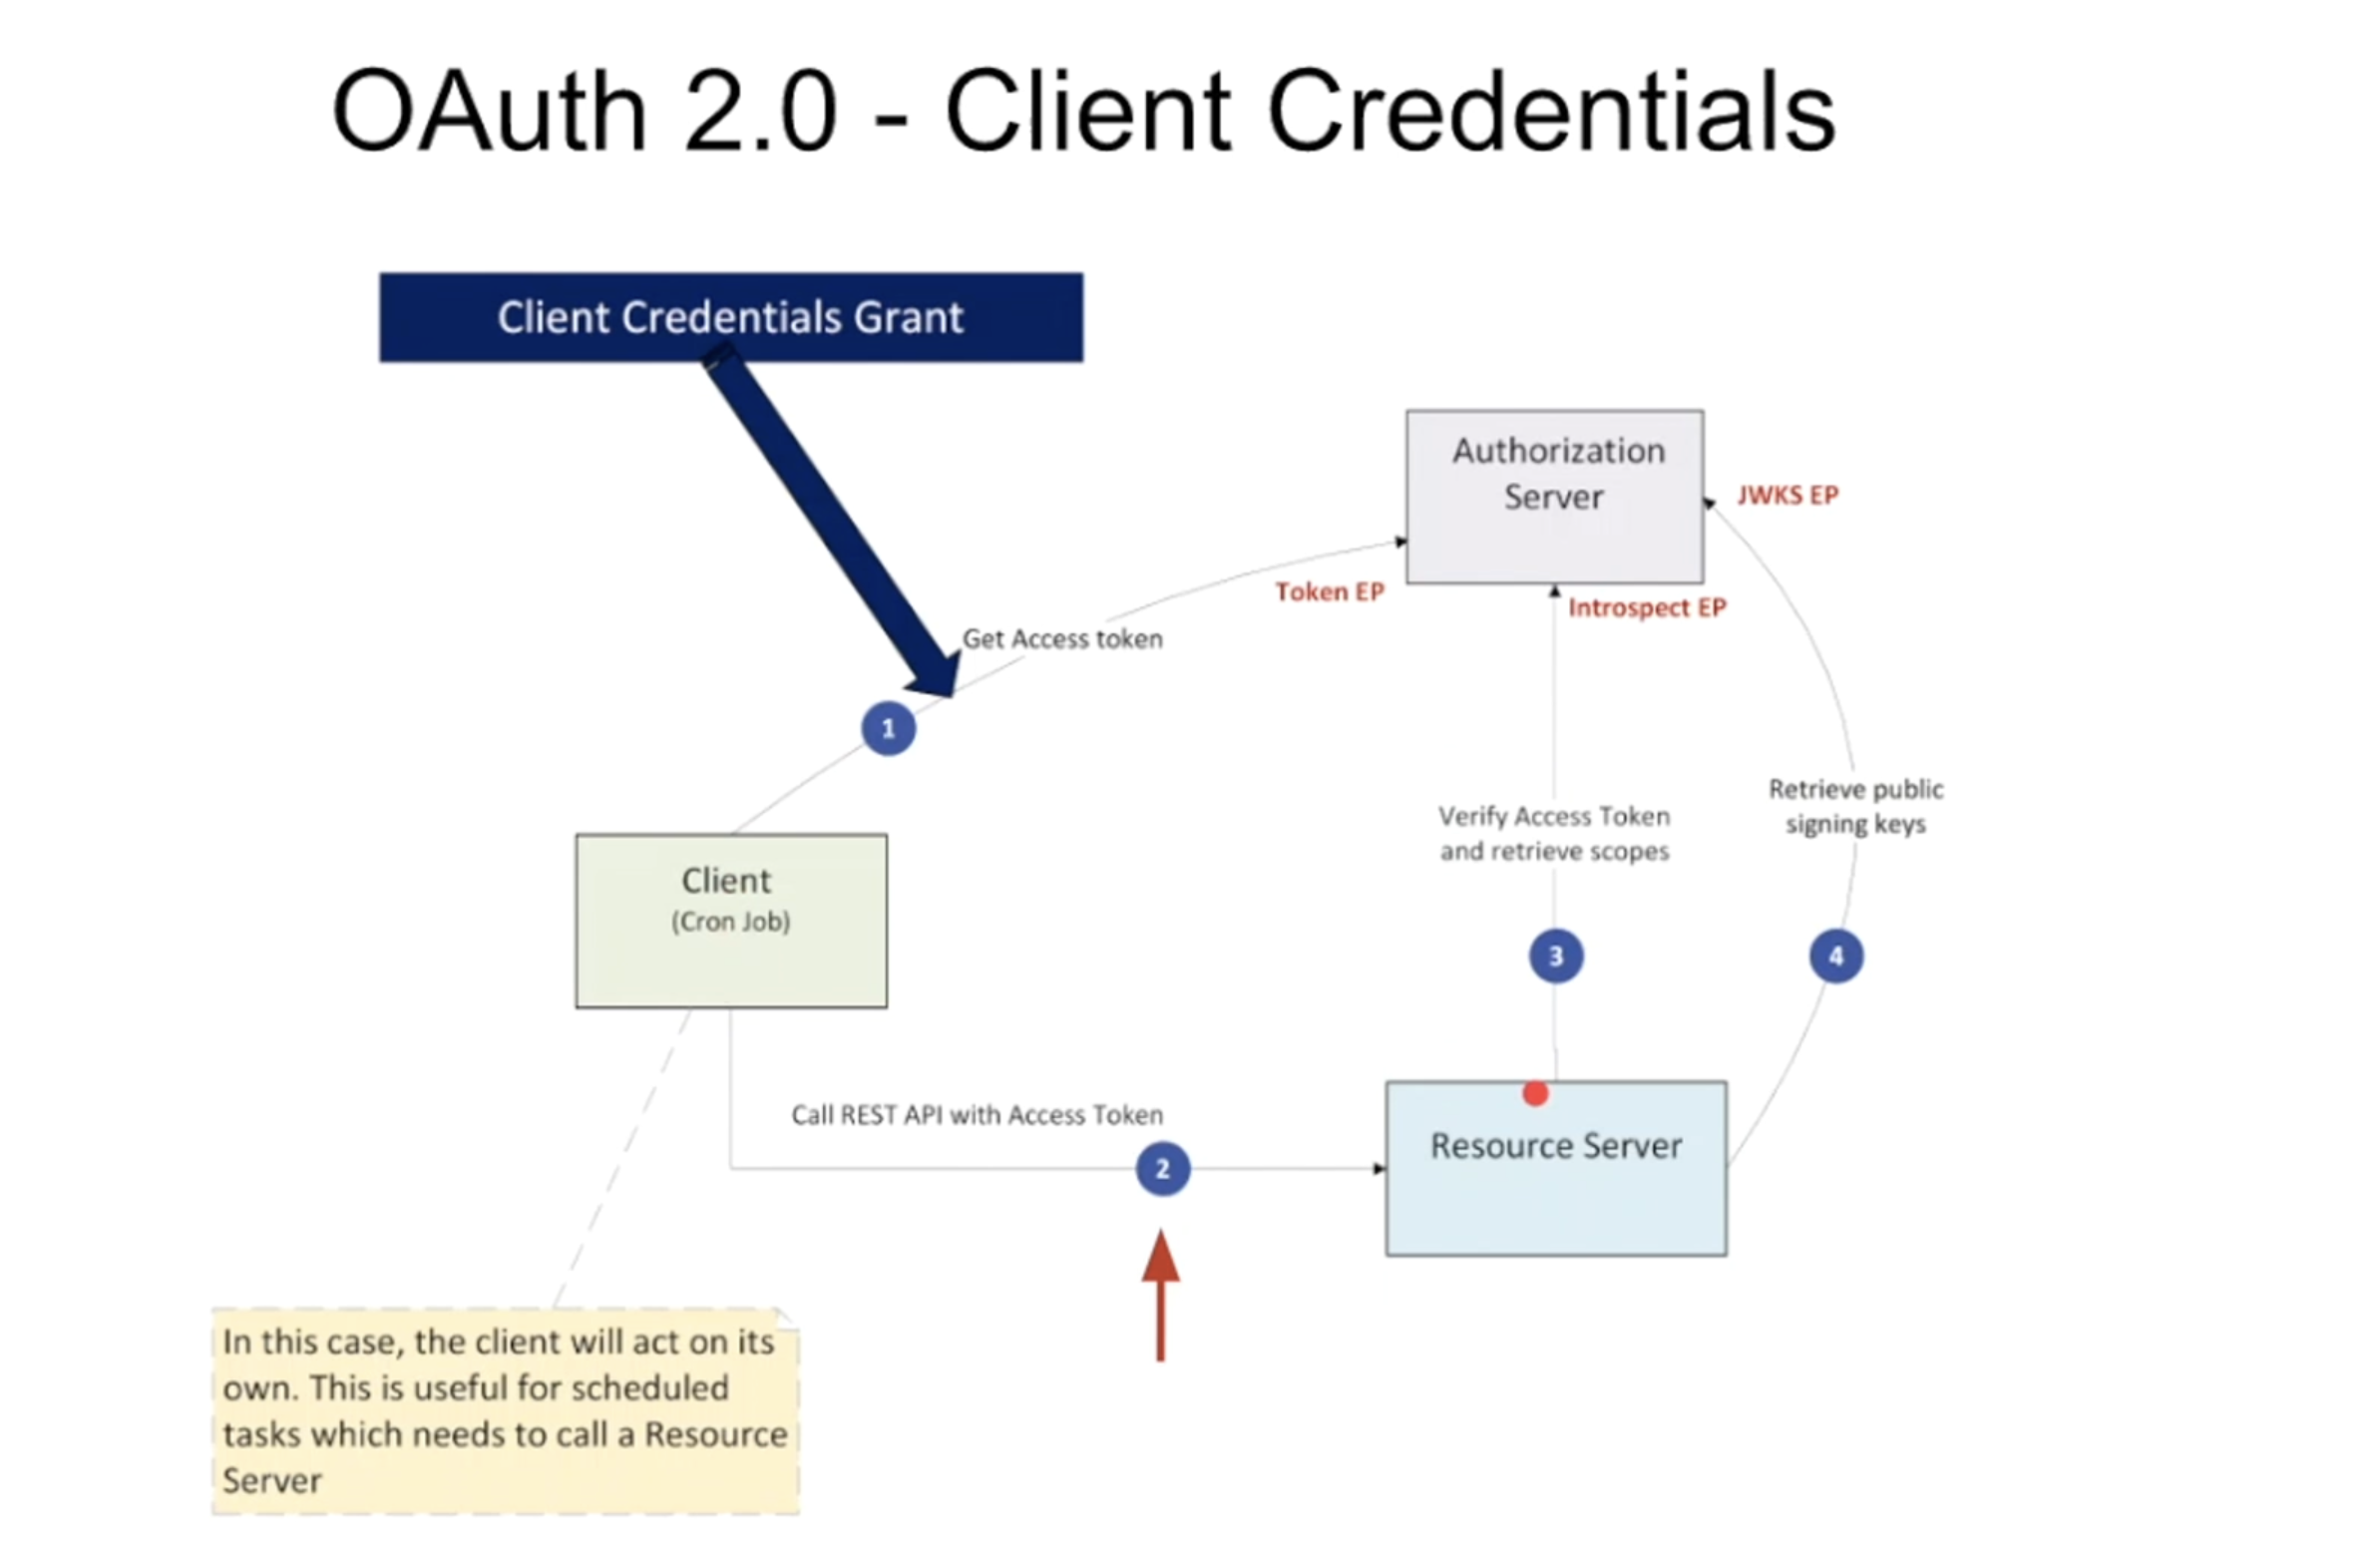 OAuth 2.0 - Client Credentials
Client Credentials Grant
Authorization
Server
JWKS EP
Token EP
Introspect EP
Get Access token
1
Retrieve public
signing keys
Verify Access Token
and retrieve scopes
Client
(Cron Job)
3
4
Call REST API with Access Token
2
Resource Server
In this case, the client will act on its
own. This is useful for scheduled
tasks which needs to call a Resource
Server